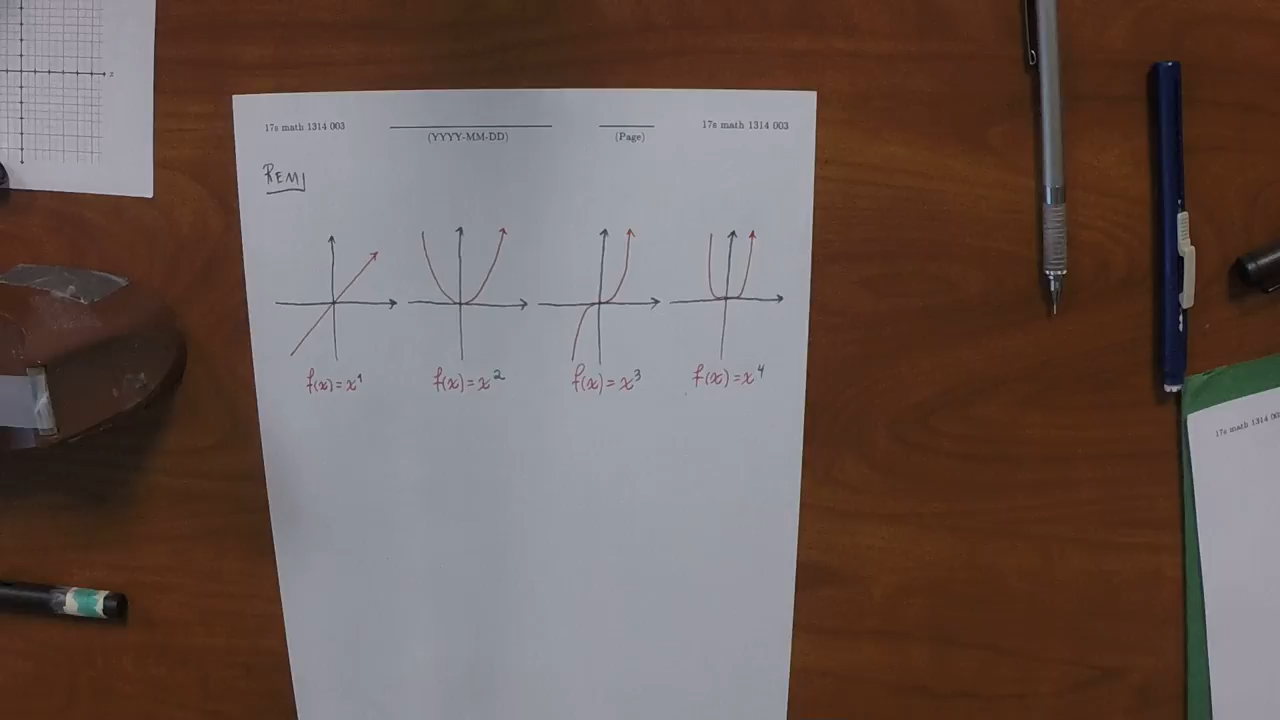 x
17s math 1314 003
(YYYY-MM-DD)
(Page)
17s math 1314 003
REM
f(x)=x¹
f(x)=x²
f(x)=x³
f(x)=x⁴
17s math 1314